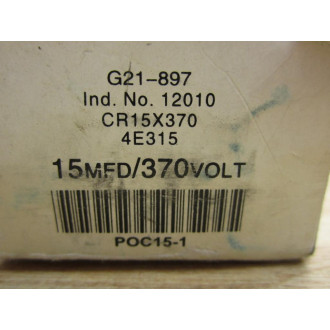 G21-897
Ind. No. 12010
CR15X370
4E315
15MFD/370VOLT
POC15-1